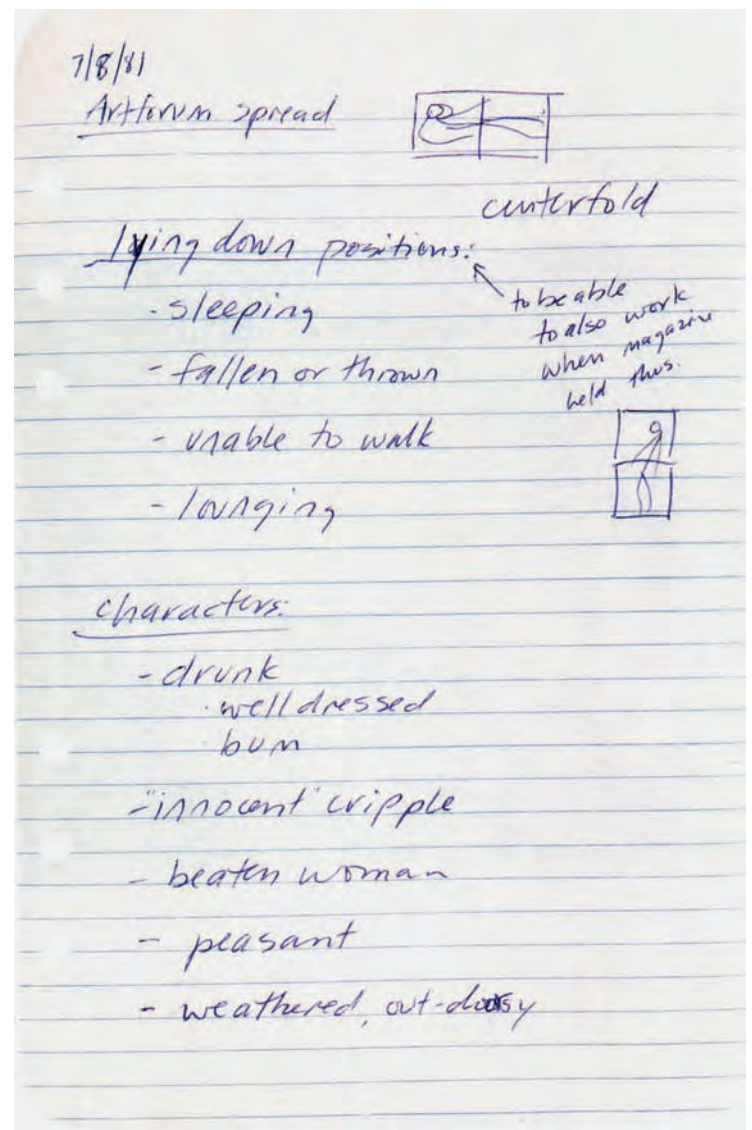 7/8/81
Artforum spread
centerfold
lying down positions:
to be able
to also work
when magazine
held thus.
- sleeping
- fallen or thrown
- unable to walk
- lounging
characters:
- drunk
· well dressed
· bum
- "innocent" cripple
- beaten woman
- peasant
- weathered, out-doorsy